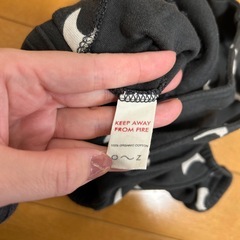 KEEP AWAY
FROM FIRE
100% ORGANIC COTTON